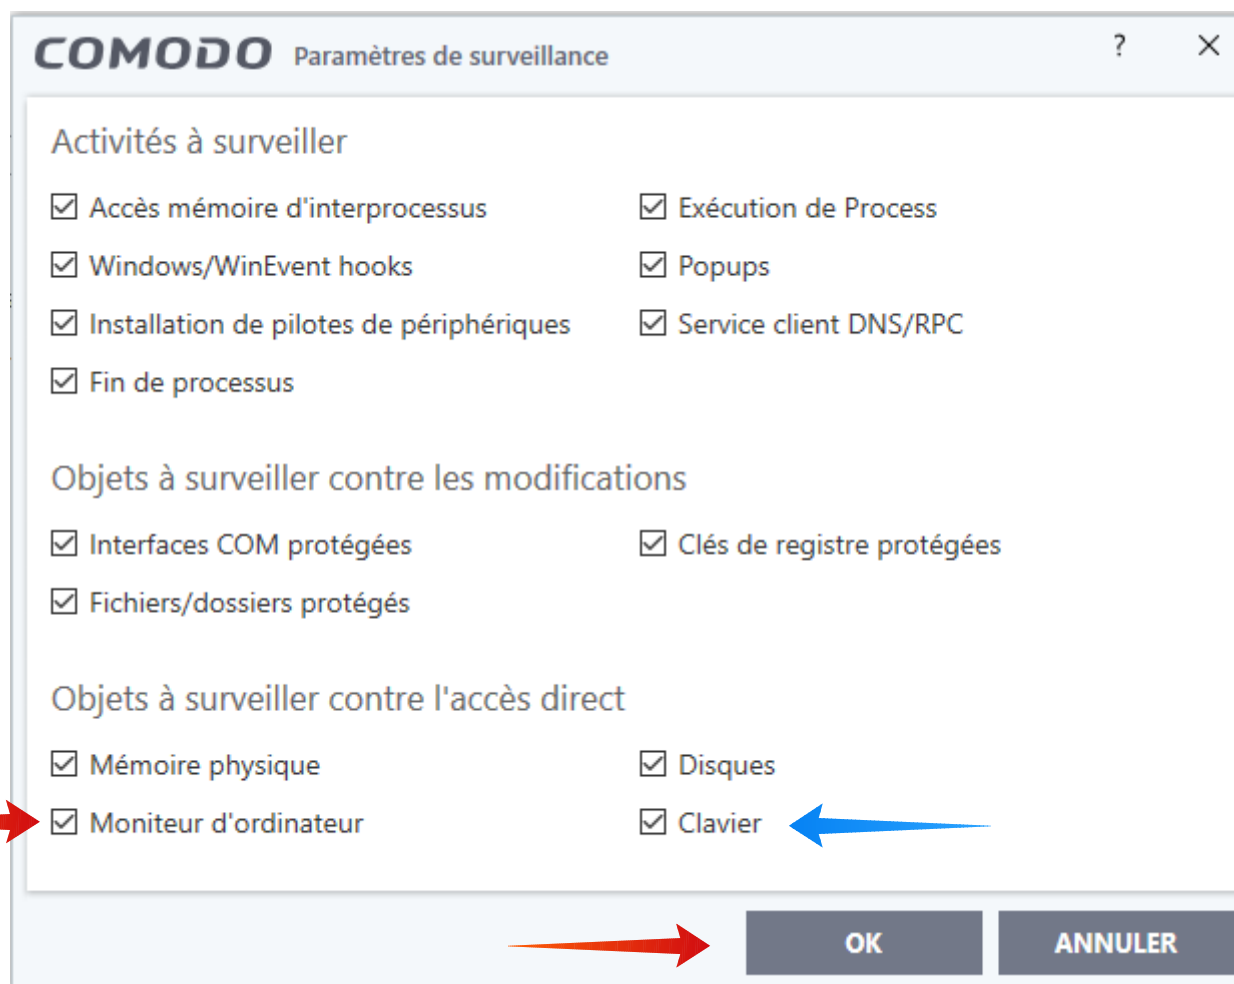 COMODO Paramètres de surveillance ?
Activités à surveiller
Accès mémoire d'interprocessus Exécution de Process
Windows/WinEvent hooks Popups
Installation de pilotes de périphériques Service client DNS/RPC
Fin de processus
Objets à surveiller contre les modifications
Interfaces COM protégées Clés de registre protégées
Fichiers/dossiers protégés
Objets à surveiller contre l'accès direct
Mémoire physique Disques
Moniteur d'ordinateur Clavier
OK ANNULER